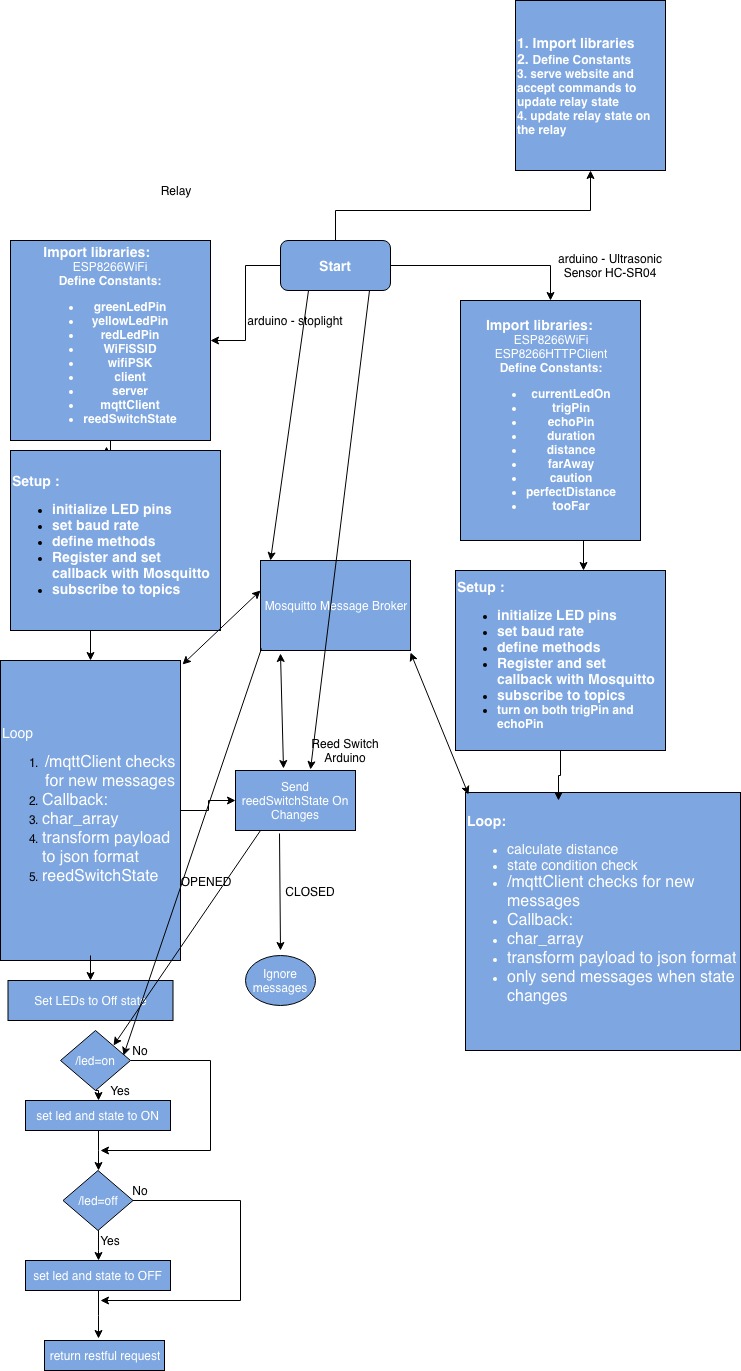 1. Import libraries
2. Define Constants
3. serve website and
accept commands to
update relay state
4. update relay state on
the relay
Relay
Start
arduino - stoplight
arduino - Ultrasonic
Sensor HC-SR04
Import libraries:
ESP8266WiFi
Define Constants:
• greenLedPin
• yellowLedPin
• redLedPin
• WiFiSSID
• wifiPSK
• client
• server
• mqttClient
• reedSwitchState
Import libraries:
ESP8266WiFi
ESP8266HTTPClient
Define Constants:
• currentLedOn
• trigPin
• echoPin
• duration
• distance
• farAway
• caution
• perfectDistance
• tooFar
Setup :
• initialize LED pins
• set baud rate
• define methods
• Register and set
callback with Mosquitto
• subscribe to topics
Mosquitto Message Broker
Setup :
• initialize LED pins
• set baud rate
• define methods
• Register and set
callback with Mosquitto
• subscribe to topics
• turn on both trigPin and
echoPin
Loop
1. /mqttClient checks
for new messages
2. Callback:
3. char_array
4. transform payload
to json format
5. reedSwitchState
Reed Switch
Arduino
Send
reedSwitchState On
Changes
OPENED
CLOSED
Ignore
messages
Loop:
• calculate distance
• state condition check
• /mqttClient checks for new
messages
• Callback:
• char_array
• transform payload to json format
• only send messages when state
changes
Set LEDs to Off state
/led=on
No
Yes
set led and state to ON
/led=off
No
Yes
set led and state to OFF
return restful request